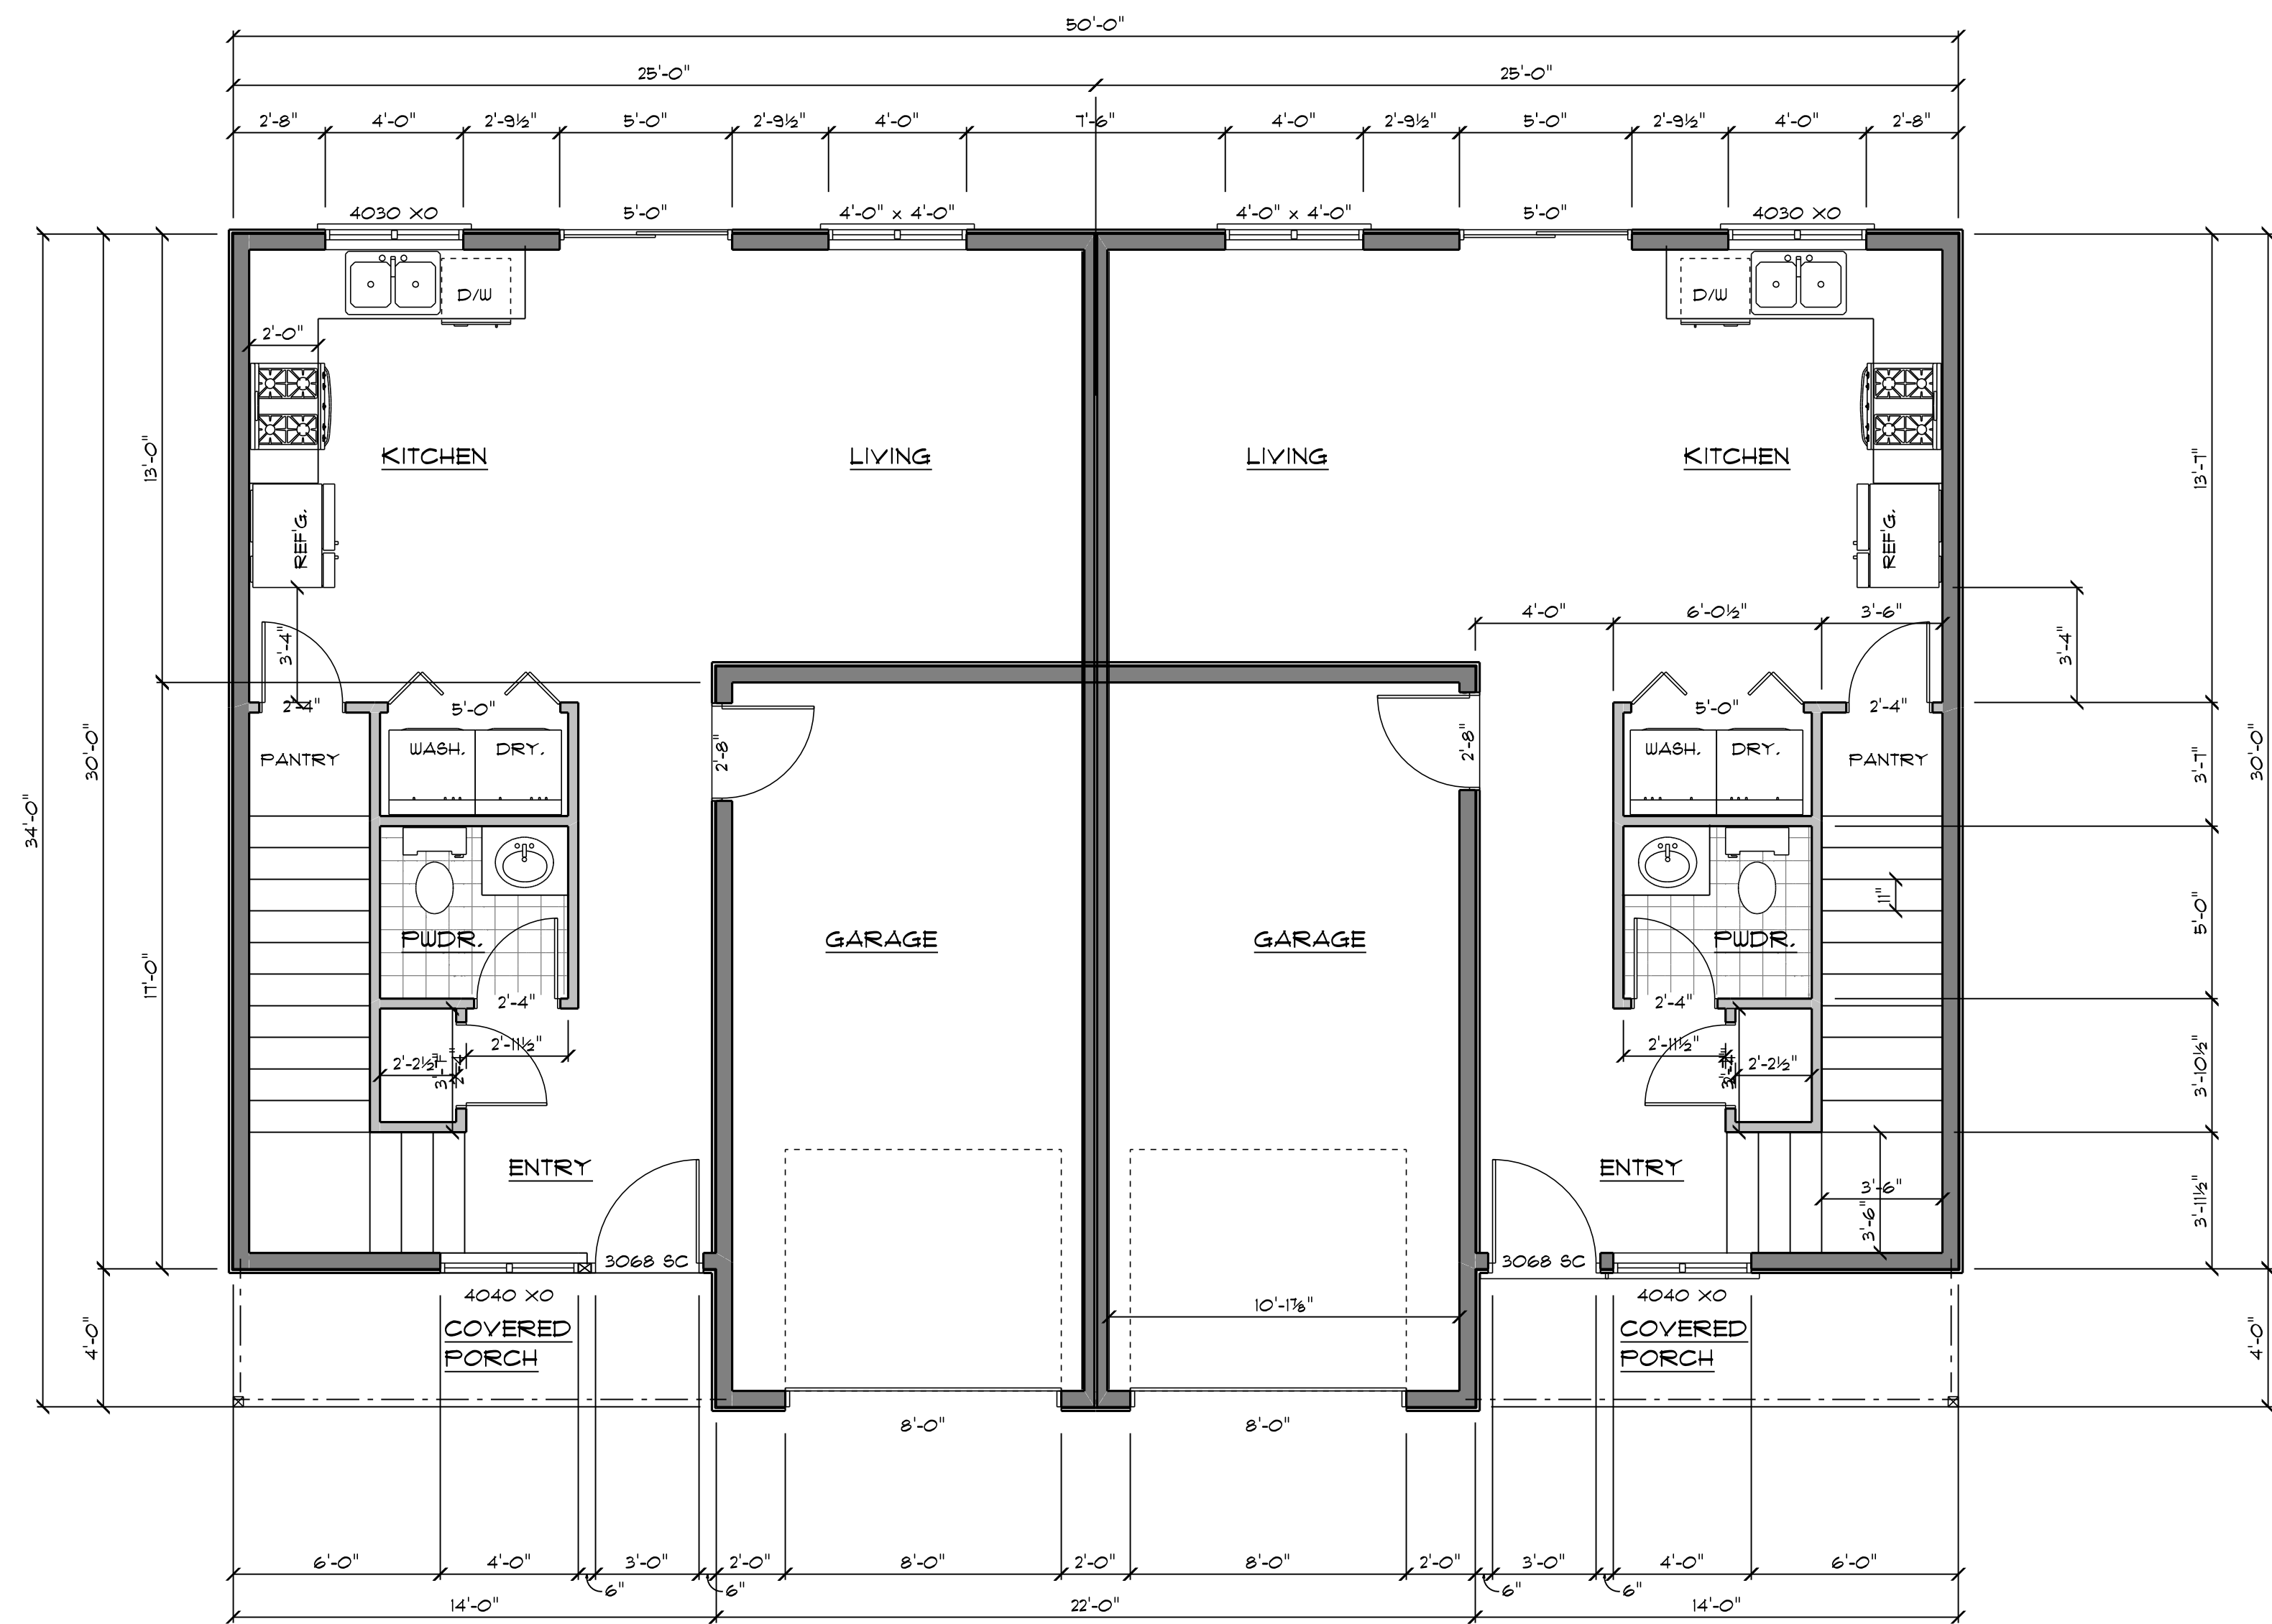 50'-0"
25'-0" 25'-0"
2'-8" 4'-0" 2'-9½" 5'-0" 2'-9½" 4'-0" 7'-6" 4'-0" 2'-9½" 5'-0" 2'-9½" 4'-0" 2'-8"
4030 XO 5'-0" 4'-0" x 4'-0" 4'-0" x 4'-0" 5'-0" 4030 XO
D/W D/W
2'-0"
13'-0" KITCHEN LIVING LIVING KITCHEN 13'-7"
REF'G. REF'G.
4'-0" 6'-0½" 3'-6"
3'-4" 3'-4"
2'-4" 5'-0" 5'-0" 2'-4"
WASH. DRY. 2'-8" 2'-8" WASH. DRY.
PANTRY PANTRY
30'-0" 3'-7" 30'-0"
34'-0"
11"
5'-0"
PWDR. GARAGE GARAGE PWDR.
17'-0"
2'-4" 2'-4"
2'-11½" 2'-11½"
2'-2½" 3'-7" 2'-4" 2'-2½" 3'-10½"
ENTRY ENTRY
3'-6"
3'-6" 3'-11½"
3068 SC 3068 SC
4040 XO 4040 XO
10'-1⅞"
COVERED COVERED
PORCH PORCH
4'-0" 4'-0"
8'-0" 8'-0"
6'-0" 4'-0" 3'-0" 2'-0" 8'-0" 2'-0" 8'-0" 2'-0" 3'-0" 4'-0" 6'-0"
6" 6" 6" 6"
14'-0" 22'-0" 14'-0"